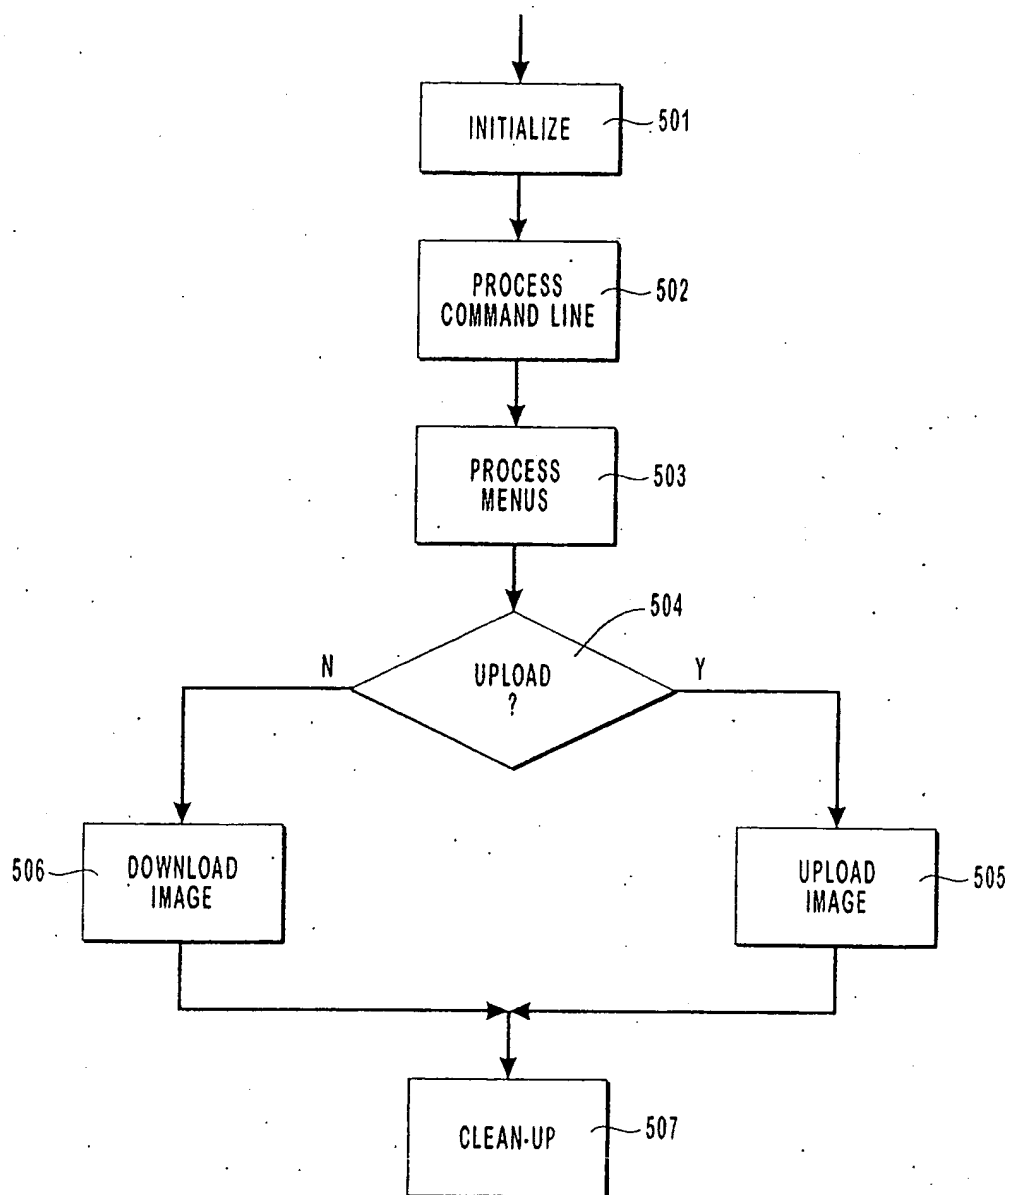 INITIALIZE
501
PROCESS
COMMAND LINE
502
PROCESS
MENUS
503
504
N
UPLOAD
?
Y
506
DOWNLOAD
IMAGE
UPLOAD
IMAGE
505
CLEAN-UP
507